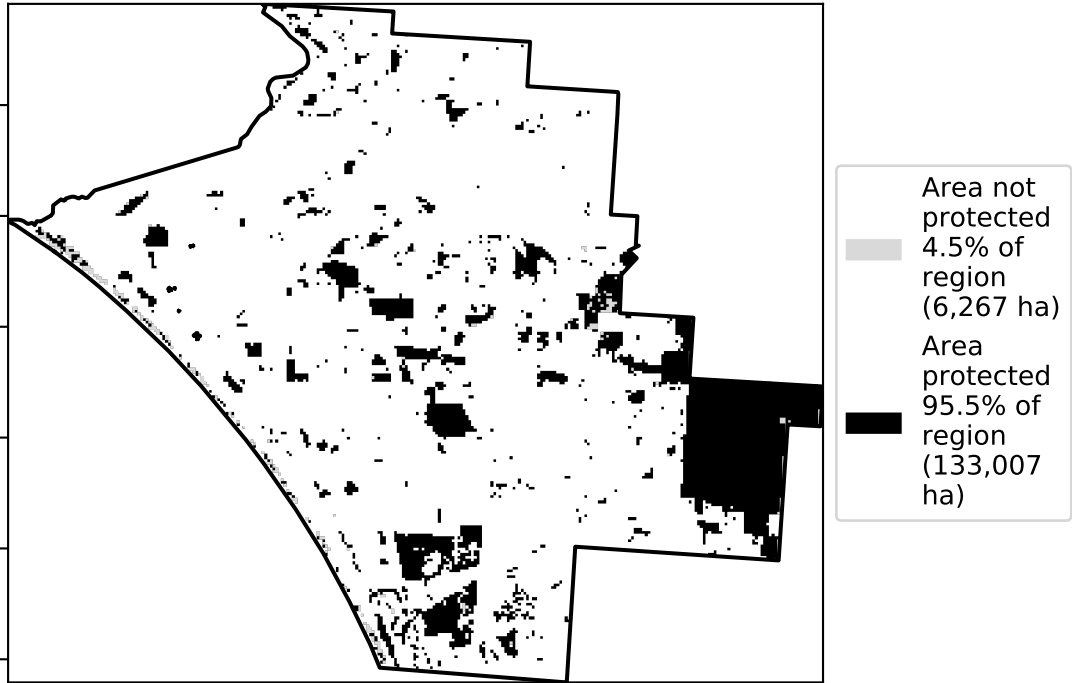 Area not
protected
4.5% of
region
(6,267 ha)
Area
protected
95.5% of
region
(133,007
ha)